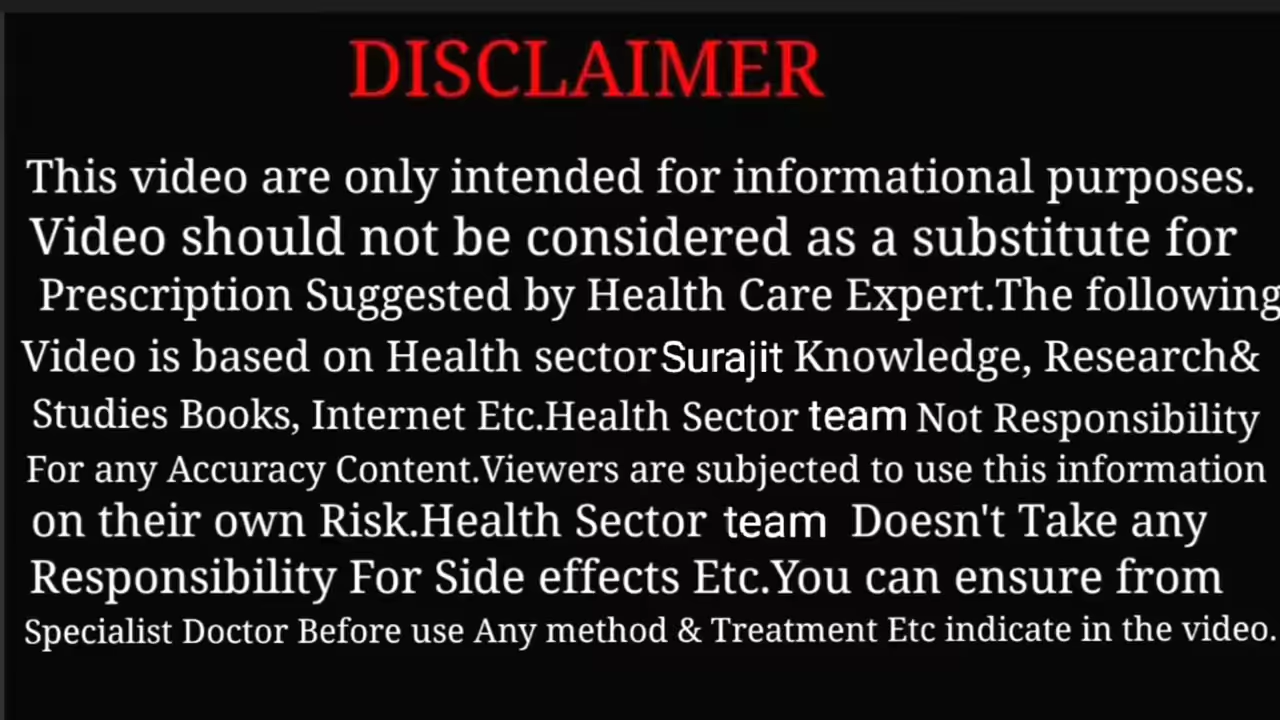 DISCLAIMER
This video are only intended for informational purposes.
Video should not be considered as a substitute for
Prescription Suggested by Health Care Expert.The following
Video is based on Health sector Surajit Knowledge, Research&
Studies Books, Internet Etc.Health Sector team Not Responsibility
For any Accuracy Content.Viewers are subjected to use this information
on their own Risk.Health Sector team Doesn't Take any
Responsibility For Side effects Etc.You can ensure from
Specialist Doctor Before use Any method & Treatment Etc indicate in the video.